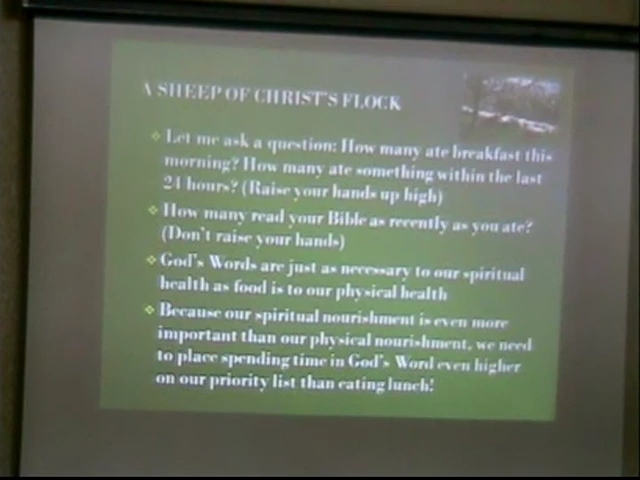 A SHEEP OF CHRIST'S FLOCK
Let me ask a question: How many ate breakfast this
morning? How many ate something within the last
24 hours? (Raise your hands up high)
How many read your Bible as recently as you ate?
(Don't raise your hands)
God's Words are just as necessary to our spiritual
health as food is to our physical health
Because our spiritual nourishment is even more
important than our physical nourishment, we need
to place spending time in God's Word even higher
on our priority list than eating lunch!